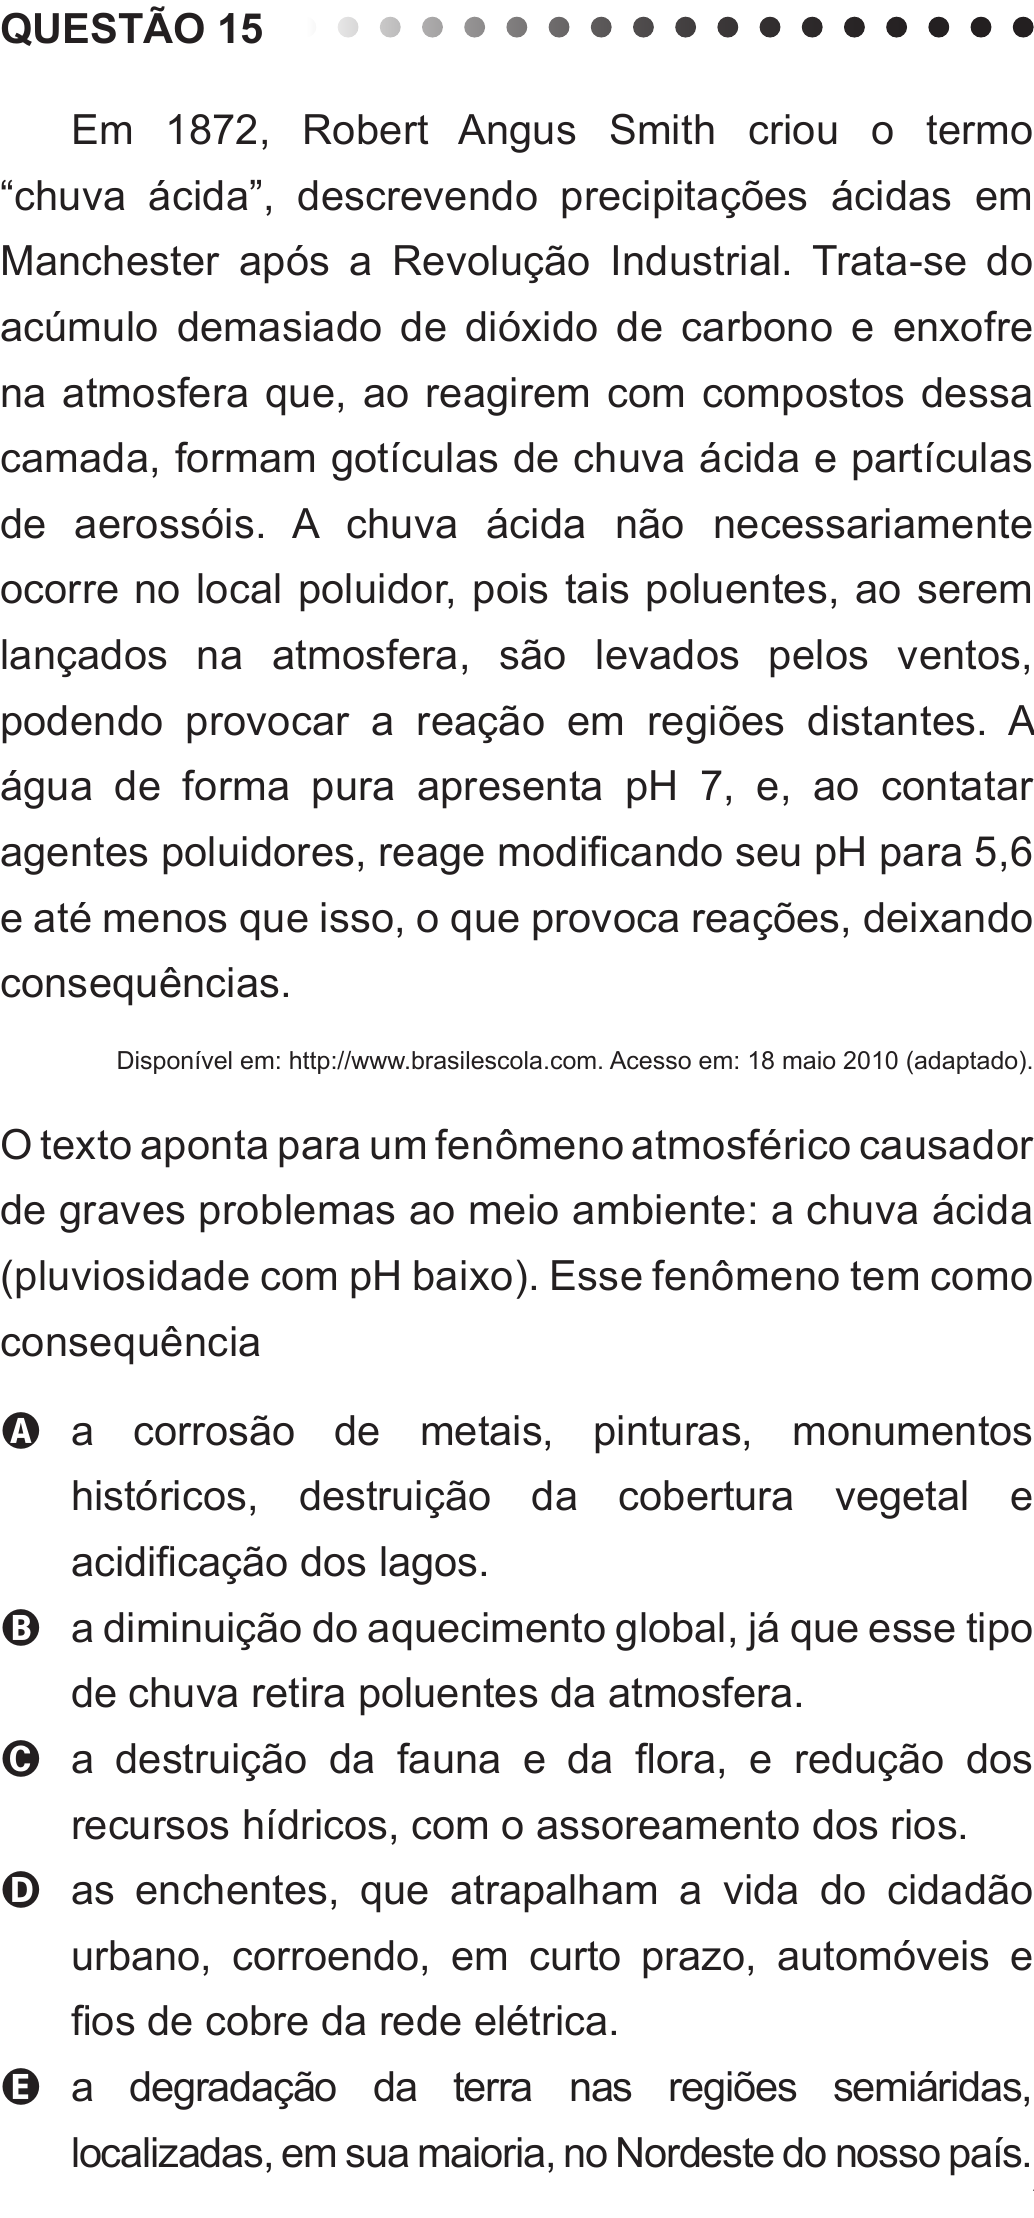 QUESTÃO 15
Em 1872, Robert Angus Smith criou o termo
“chuva ácida”, descrevendo precipitações ácidas em
Manchester após a Revolução Industrial. Trata-se do
acúmulo demasiado de dióxido de carbono e enxofre
na atmosfera que, ao reagirem com compostos dessa
camada, formam gotículas de chuva ácida e partículas
de aerossóis. A chuva ácida não necessariamente
ocorre no local poluidor, pois tais poluentes, ao serem
lançados na atmosfera, são levados pelos ventos,
podendo provocar a reação em regiões distantes. A
água de forma pura apresenta pH 7, e, ao contatar
agentes poluidores, reage modificando seu pH para 5,6
e até menos que isso, o que provoca reações, deixando
consequências.
Disponível em: http://www.brasilescola.com. Acesso em: 18 maio 2010 (adaptado).
O texto aponta para um fenômeno atmosférico causador
de graves problemas ao meio ambiente: a chuva ácida
(pluviosidade com pH baixo). Esse fenômeno tem como
consequência
A a corrosão de metais, pinturas, monumentos
históricos, destruição da cobertura vegetal e
acidificação dos lagos.
B a diminuição do aquecimento global, já que esse tipo
de chuva retira poluentes da atmosfera.
C a destruição da fauna e da flora, e redução dos
recursos hídricos, com o assoreamento dos rios.
D as enchentes, que atrapalham a vida do cidadão
urbano, corroendo, em curto prazo, automóveis e
fios de cobre da rede elétrica.
E a degradação da terra nas regiões semiáridas,
localizadas, em sua maioria, no Nordeste do nosso país.